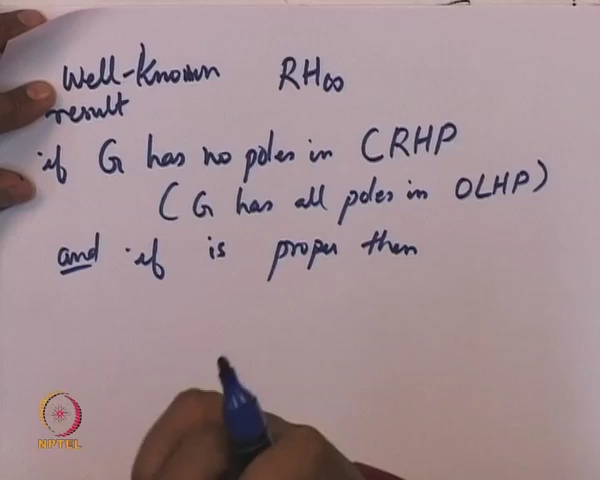 Well-Known RH∞
result
if G has no poles in CRHP
(G has all poles in OLHP)
and if is proper then
NPTEL